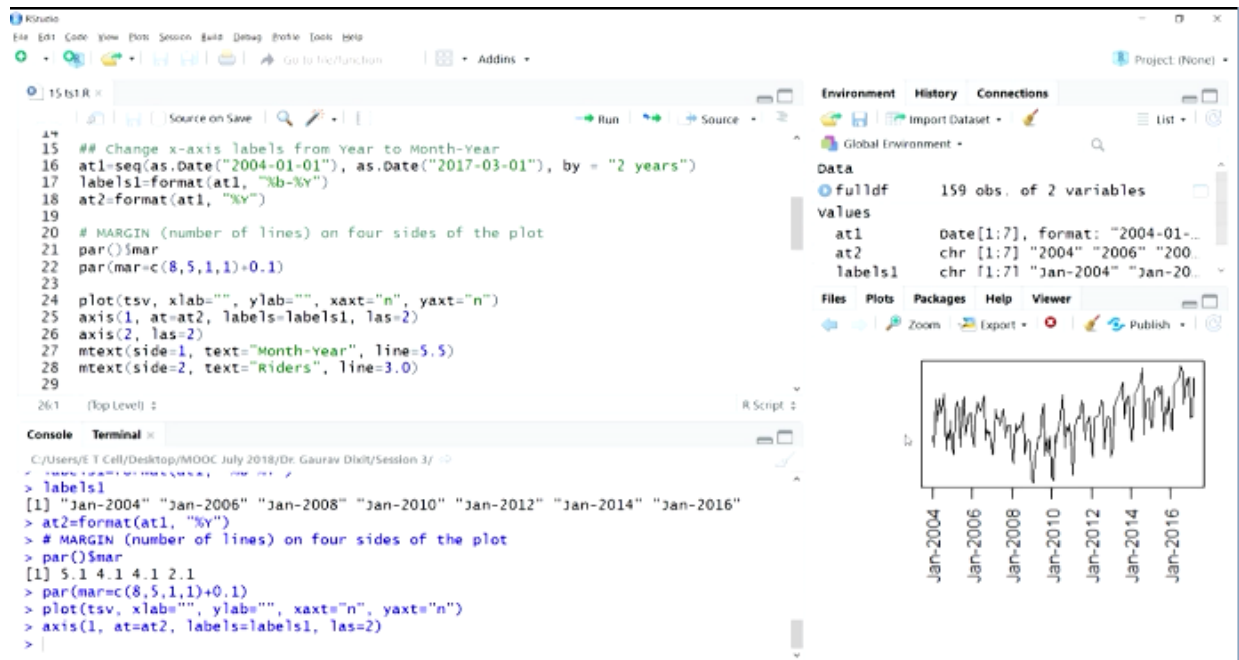 RStudio
File Edit Code View Plots Session Build Debug Profile Tools Help
Go to file/function Addins Project: (None)
15 ts1.R
Source on Save Run Source
14
15 ## Change x-axis labels from Year to Month-Year
16 at1=seq(as.Date("2004-01-01"), as.Date("2017-03-01"), by = "2 years")
17 labels1=format(at1, "%b-%Y")
18 at2=format(at1, "%Y")
19
20 # MARGIN (number of lines) on four sides of the plot
21 par()$mar
22 par(mar=c(8,5,1,1)+0.1)
23
24 plot(tsv, xlab="", ylab="", xaxt="n", yaxt="n")
25 axis(1, at=at2, labels=labels1, las=2)
26 axis(2, las=2)
27 mtext(side=1, text="Month-Year", line=5.5)
28 mtext(side=2, text="Riders", line=3.0)
29
26:1 (Top Level) R Script
Console Terminal
C:/Users/E T Cell/Desktop/MOOC July 2018/Dr. Gaurav Dixit/Session 3/
> labels1=format(at1, "%b-%Y")
> labels1
[1] "Jan-2004" "Jan-2006" "Jan-2008" "Jan-2010" "Jan-2012" "Jan-2014" "Jan-2016"
> at2=format(at1, "%Y")
> # MARGIN (number of lines) on four sides of the plot
> par()$mar
[1] 5.1 4.1 4.1 2.1
> par(mar=c(8,5,1,1)+0.1)
> plot(tsv, xlab="", ylab="", xaxt="n", yaxt="n")
> axis(1, at=at2, labels=labels1, las=2)
>
Environment History Connections
Import Dataset List
Global Environment
Data
fulldf 159 obs. of 2 variables
values
at1 Date[1:7], format: "2004-01-...
at2 chr [1:7] "2004" "2006" "200...
labels1 chr [1:7] "Jan-2004" "Jan-20...
Files Plots Packages Help Viewer
Zoom Export Publish
Jan-2004
Jan-2006
Jan-2008
Jan-2010
Jan-2012
Jan-2014
Jan-2016